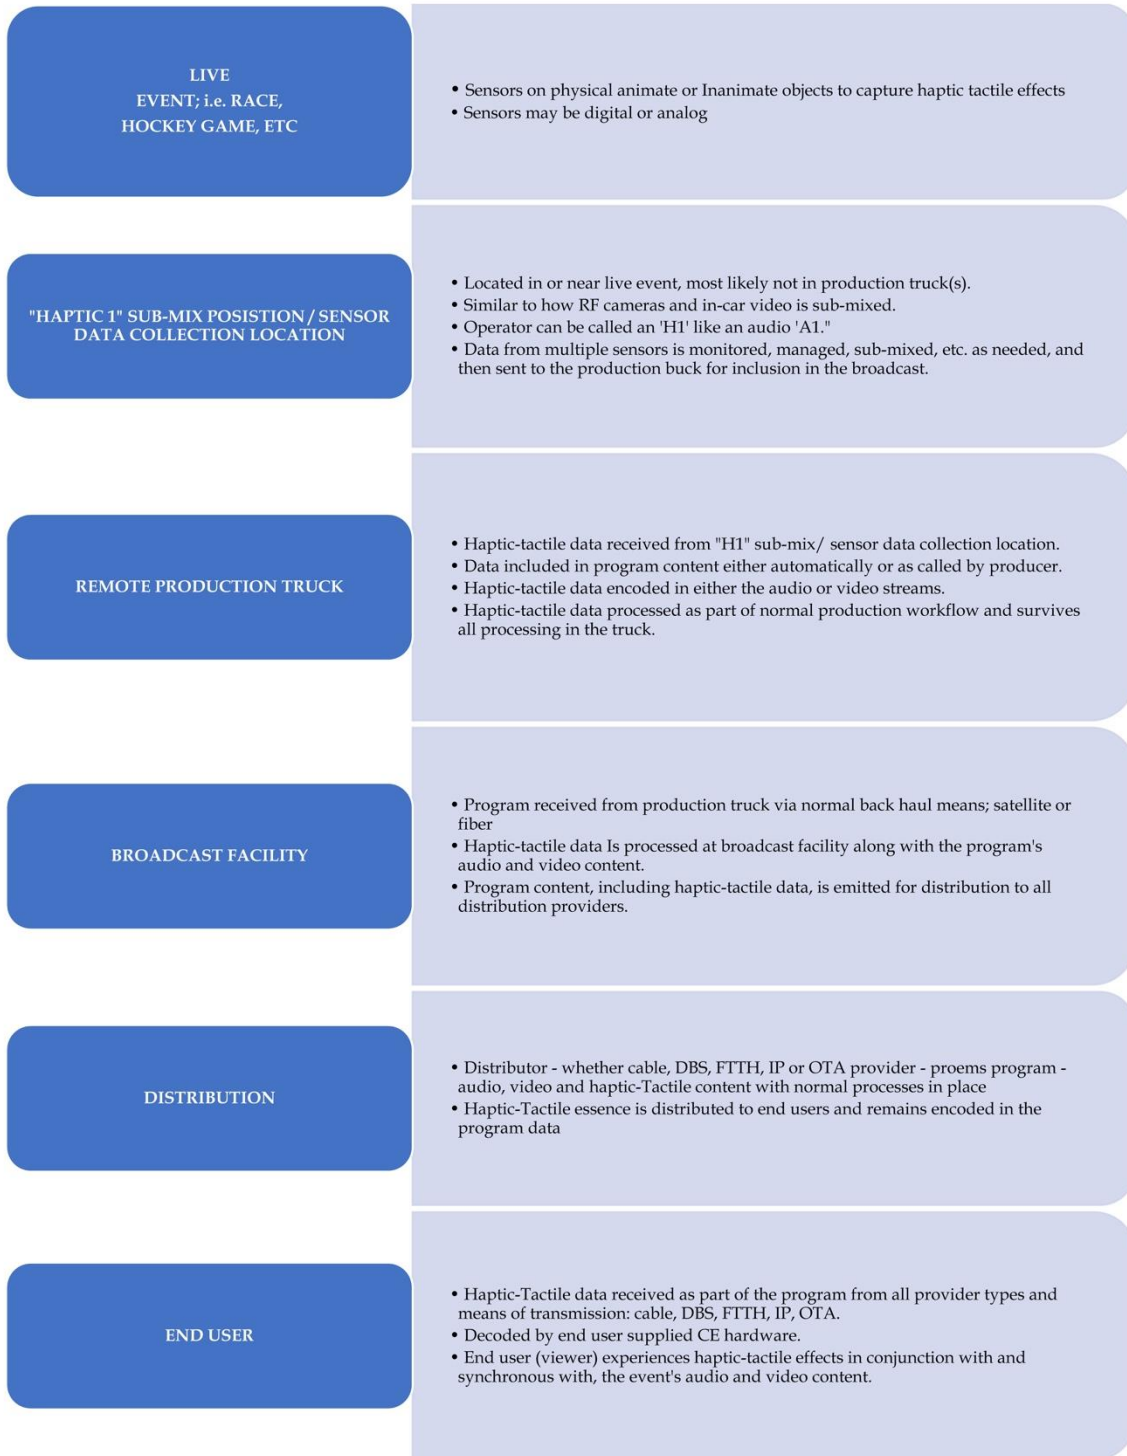 LIVE
EVENT; i.e. RACE,
HOCKEY GAME, ETC
• Sensors on physical animate or Inanimate objects to capture haptic tactile effects
• Sensors may be digital or analog
"HAPTIC 1" SUB-MIX POSISTION / SENSOR
DATA COLLECTION LOCATION
• Located in or near live event, most likely not in production truck(s).
• Similar to how RF cameras and in-car video is sub-mixed.
• Operator can be called an 'H1' like an audio 'A1."
• Data from multiple sensors is monitored, managed, sub-mixed, etc. as needed, and
then sent to the production buck for inclusion in the broadcast.
REMOTE PRODUCTION TRUCK
• Haptic-tactile data received from "H1" sub-mix/ sensor data collection location.
• Data included in program content either automatically or as called by producer.
• Haptic-tactile data encoded in either the audio or video streams.
• Haptic-tactile data processed as part of normal production workflow and survives
all processing in the truck.
BROADCAST FACILITY
• Program received from production truck via normal back haul means; satellite or
fiber
• Haptic-tactile data Is processed at broadcast facility along with the program's
audio and video content.
• Program content, including haptic-tactile data, is emitted for distribution to all
distribution providers.
DISTRIBUTION
• Distributor - whether cable, DBS, FTTH, IP or OTA provider - proems program -
audio, video and haptic-Tactile content with normal processes in place
• Haptic-Tactile essence is distributed to end users and remains encoded in the
program data
END USER
• Haptic-Tactile data received as part of the program from all provider types and
means of transmission: cable, DBS, FTTH, IP, OTA.
• Decoded by end user supplied CE hardware.
• End user (viewer) experiences haptic-tactile effects in conjunction with and
synchronous with, the event's audio and video content.